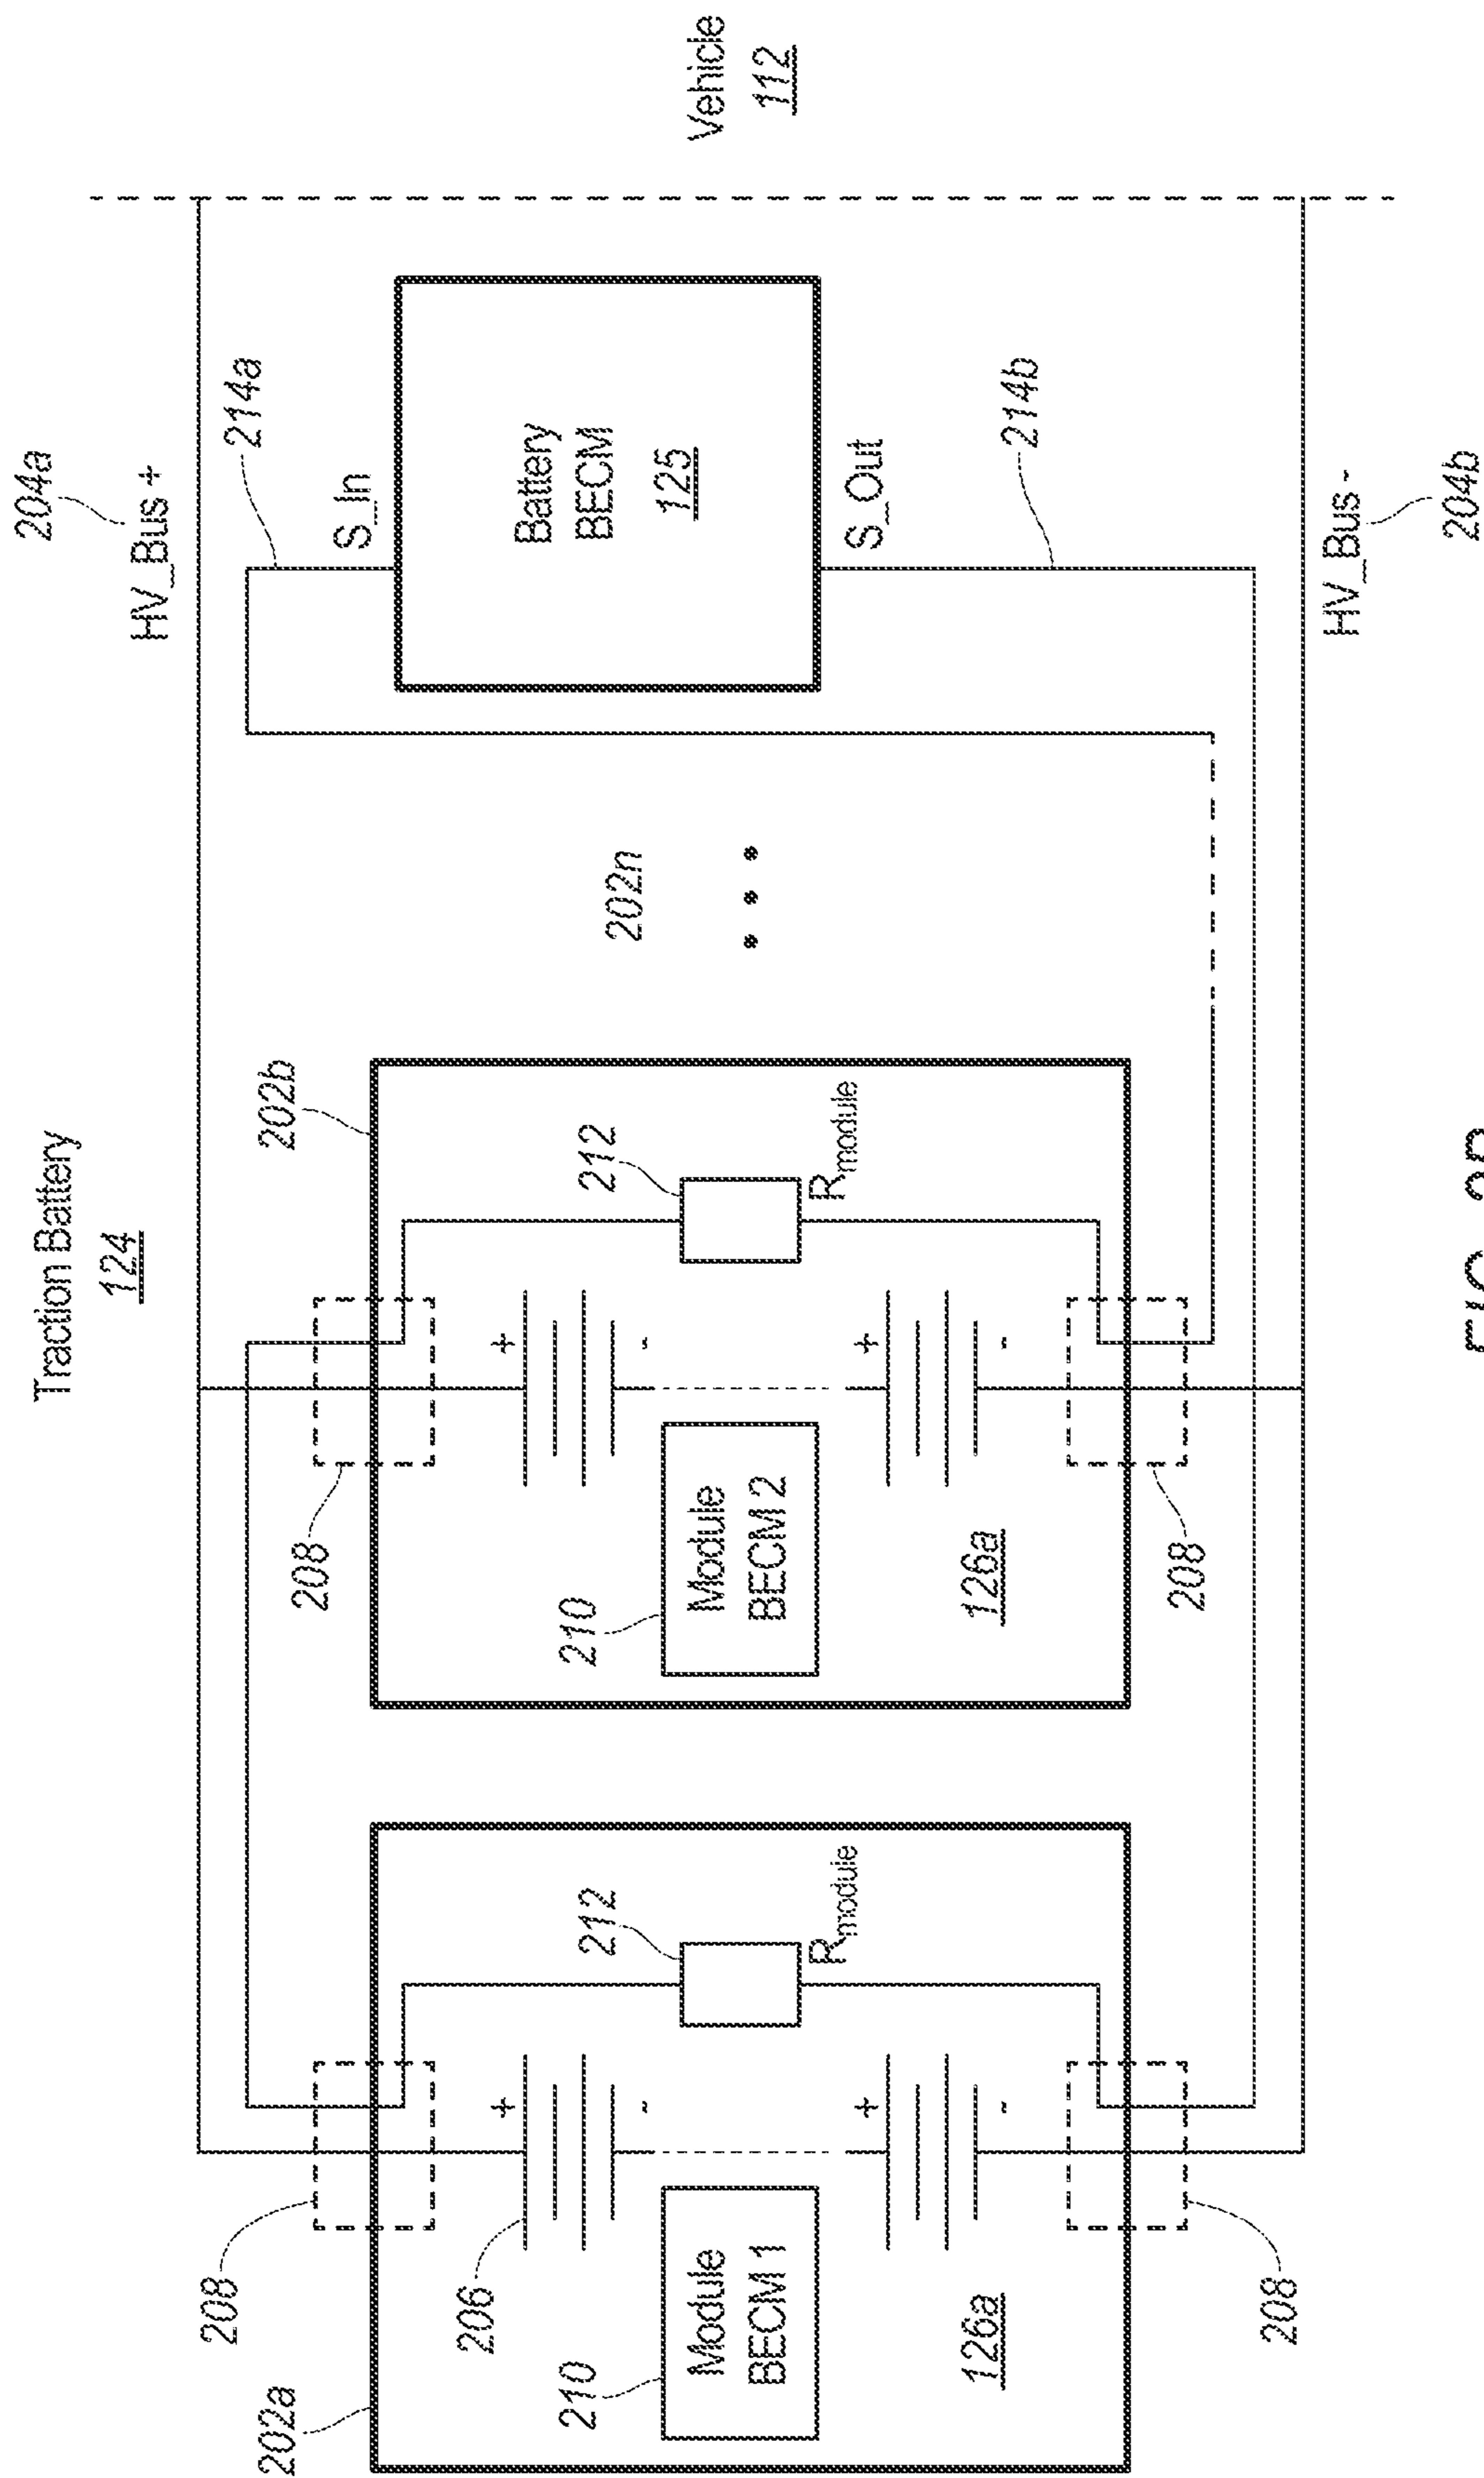 Traction Battery
124
204a
HV_Bus +
208
214a
202a
202b
208
S_In
206
+
-
+
-
Battery
BECM
125
210
212
210
212
202n
Module
BECM 1
Module
BECM 2
Vehicle
112
Rmodule
Rmodule
S_Out
+
-
+
-
126a
126a
214b
208
208
HV_Bus -
204b